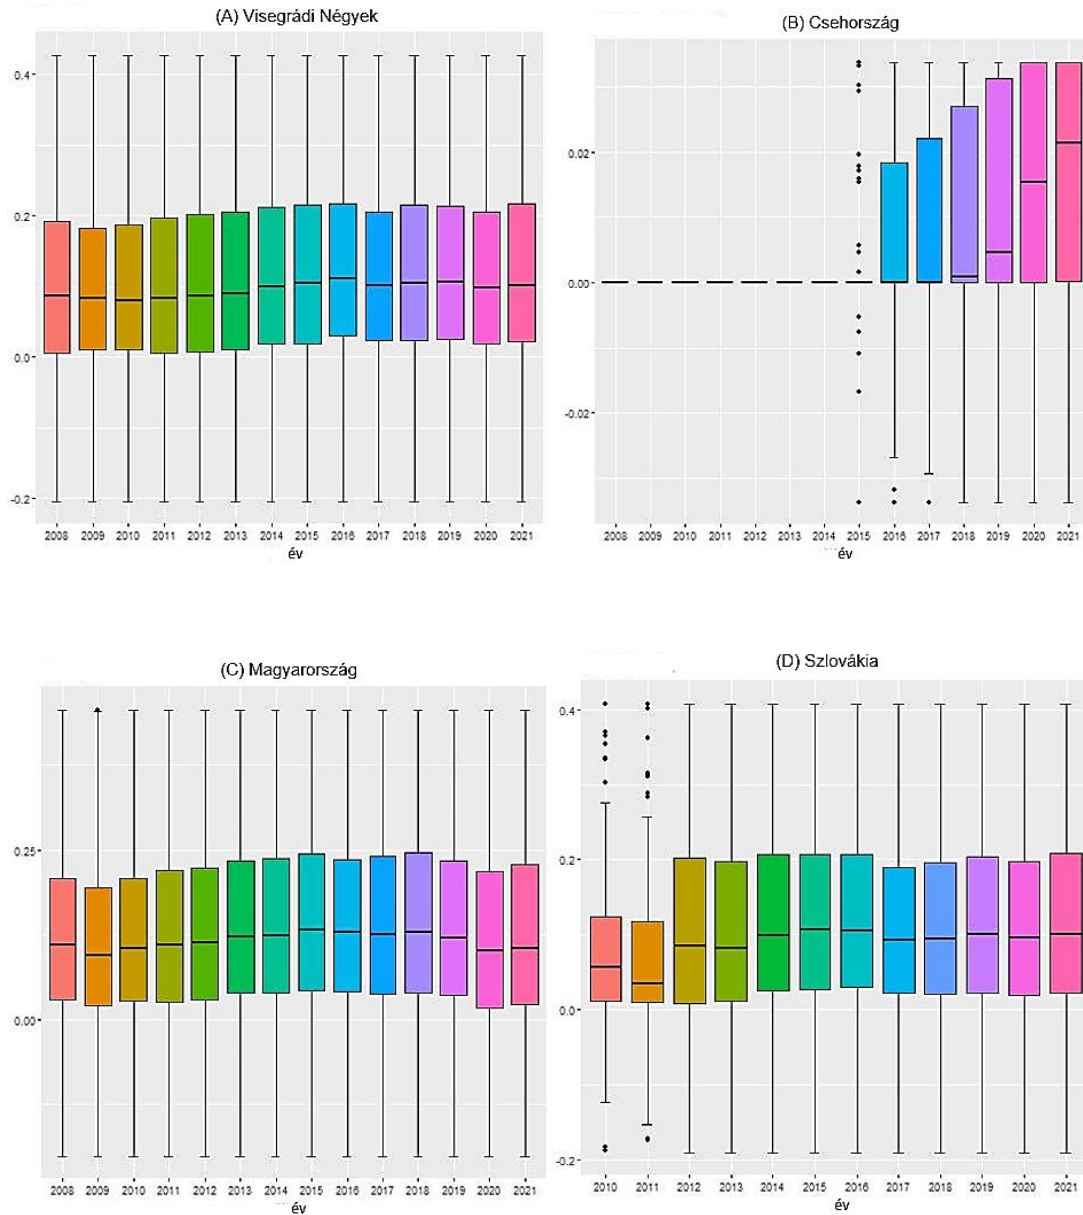 (A) Visegrádi Négyek
0.4
0.2
0.0
-0.2
2008 2009 2010 2011 2012 2013 2014 2015 2016 2017 2018 2019 2020 2021
év
(B) Csehország
0.02
0.00
-0.02
2008 2009 2010 2011 2012 2013 2014 2015 2016 2017 2018 2019 2020 2021
év
(C) Magyarország
0.25
0.00
2008 2009 2010 2011 2012 2013 2014 2015 2016 2017 2018 2019 2020 2021
év
(D) Szlovákia
0.4
0.2
0.0
-0.2
2010 2011 2012 2013 2014 2015 2016 2017 2018 2019 2020 2021
év